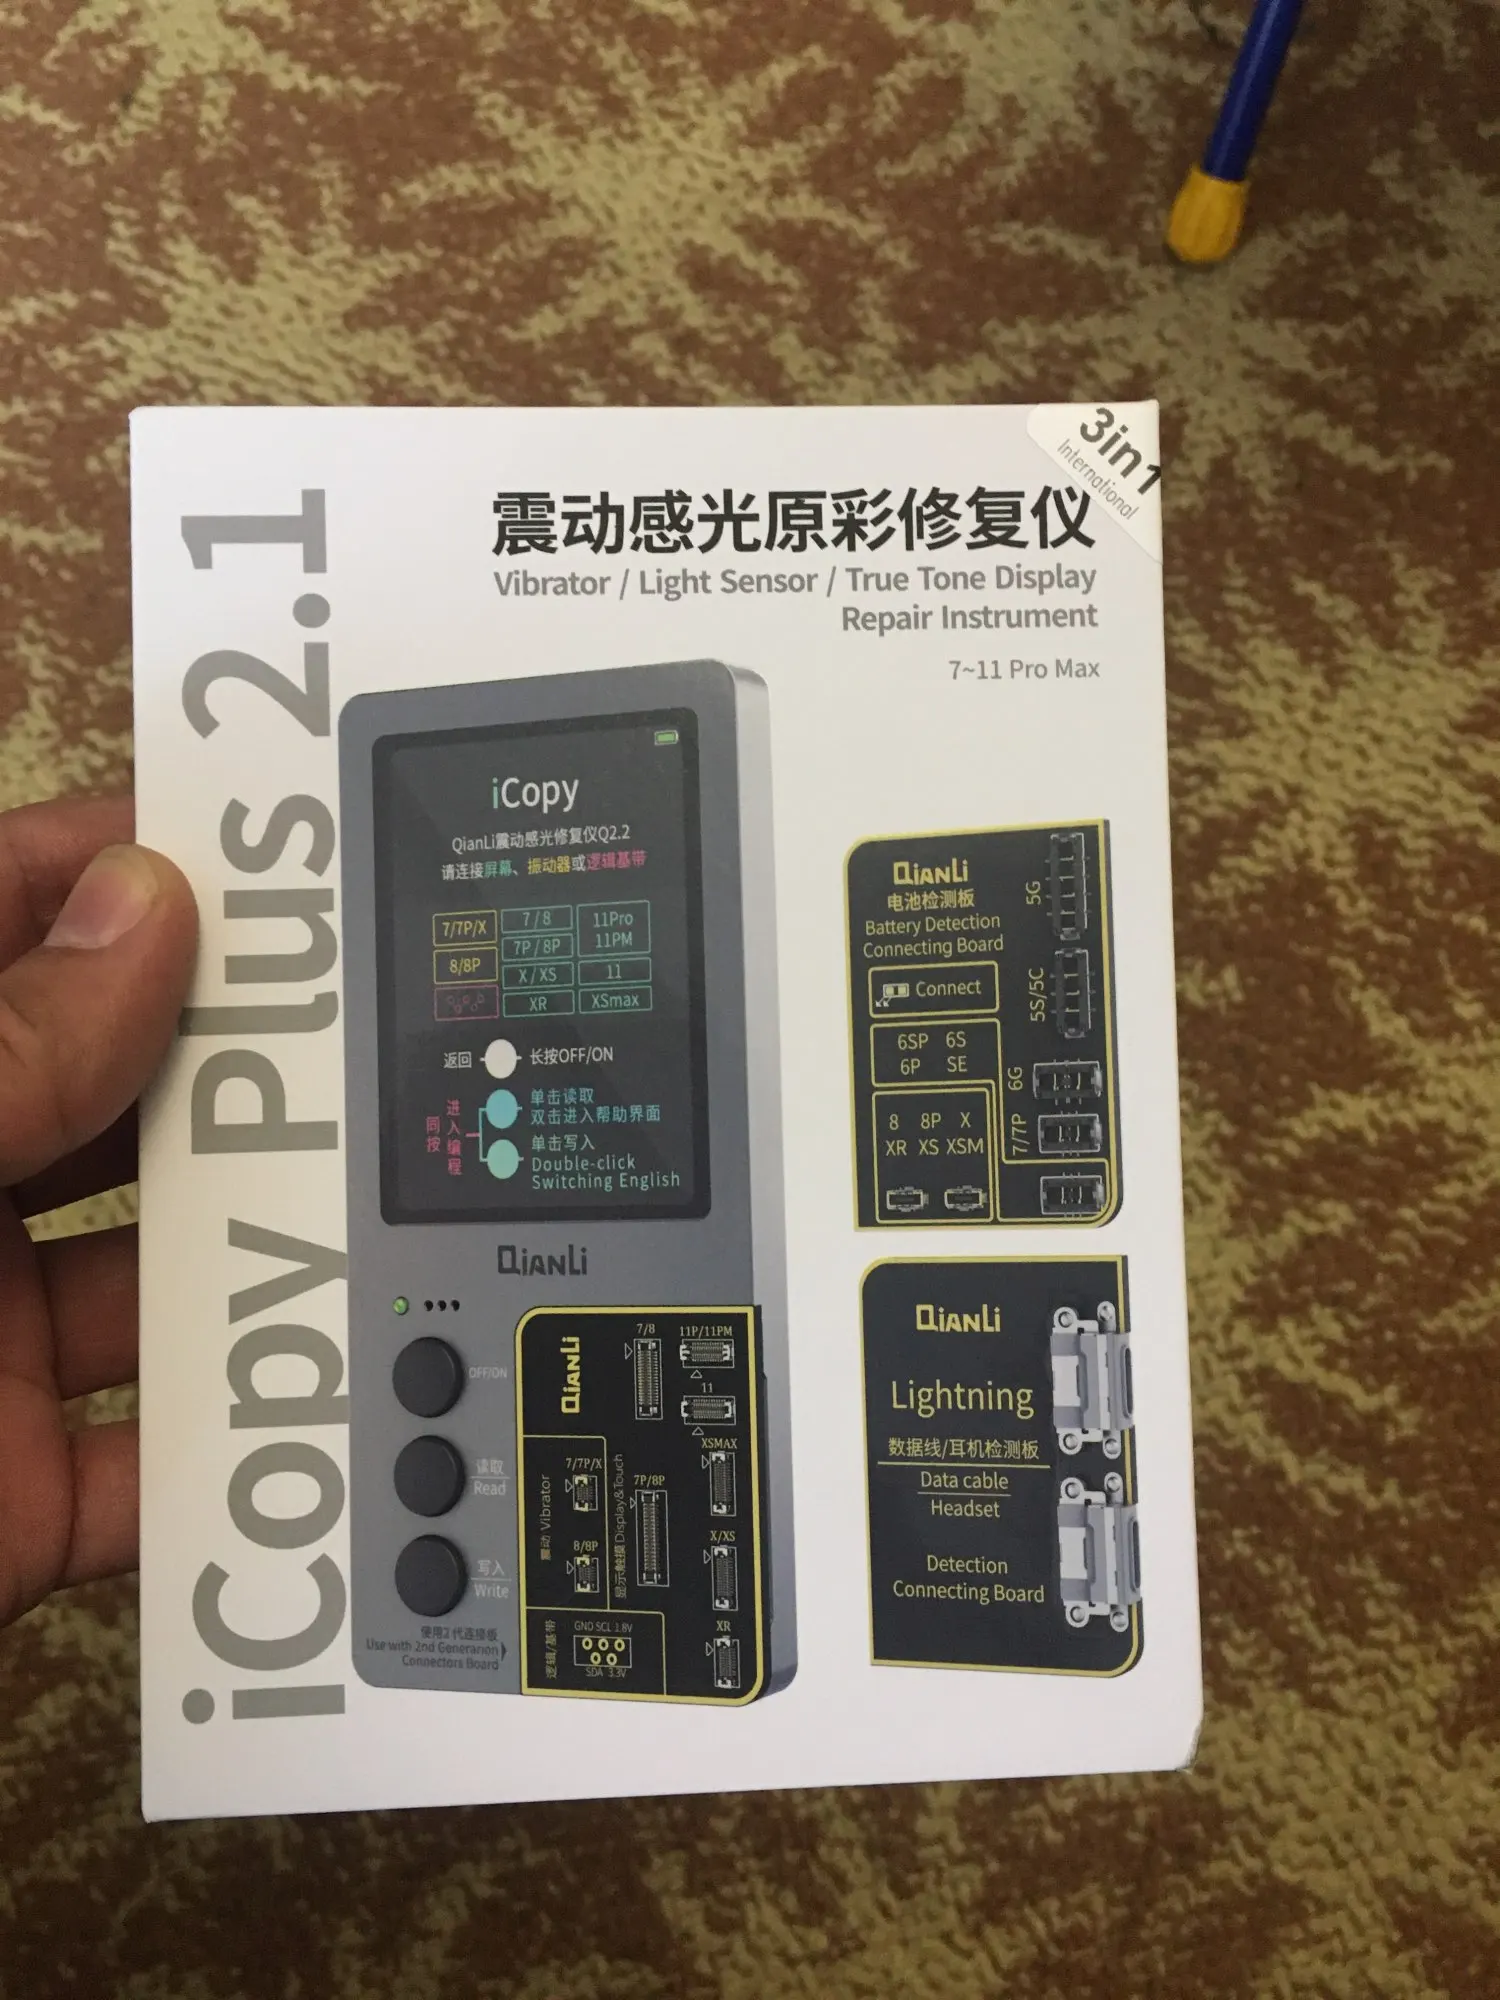 3in1
International
iCopy Plus 2.1
震动感光原彩修复仪
Vibrator / Light Sensor / True Tone Display
Repair Instrument
7~11 Pro Max
iCopy
QianLi震动感光修复仪Q2.2
请连接屏幕、振动器或逻辑基带
7/7P/X
8/8P
7 / 8
7P / 8P
X / XS
XR
11Pro
11PM
11
XSmax
返回
长按OFF/ON
同按
进入编程
单击读取
双击进入帮助界面
单击写入
Double-click
Switching English
QIANLI
OFF/ON
读取
Read
写入
Write
使用2代连接板
Use with 2nd Generation
Connectors Board
QIANLI
7/8
11P/11PM
11
XSMAX
7/7P/X
7P/8P
震动 Vibrator
显示触摸 Display&Touch
8/8P
X/XS
XR
逻辑/基带
GND SCL 1.8V
SDA 3.3V
QIANLI
电池检测板
Battery Detection
Connecting Board
Connect
6SP 6S
6P SE
8 8P X
XR XS XSM
5G
5S/5C
6G
7/7P
QIANLI
Lightning
数据线/耳机检测板
Data cable
Headset
Detection
Connecting Board